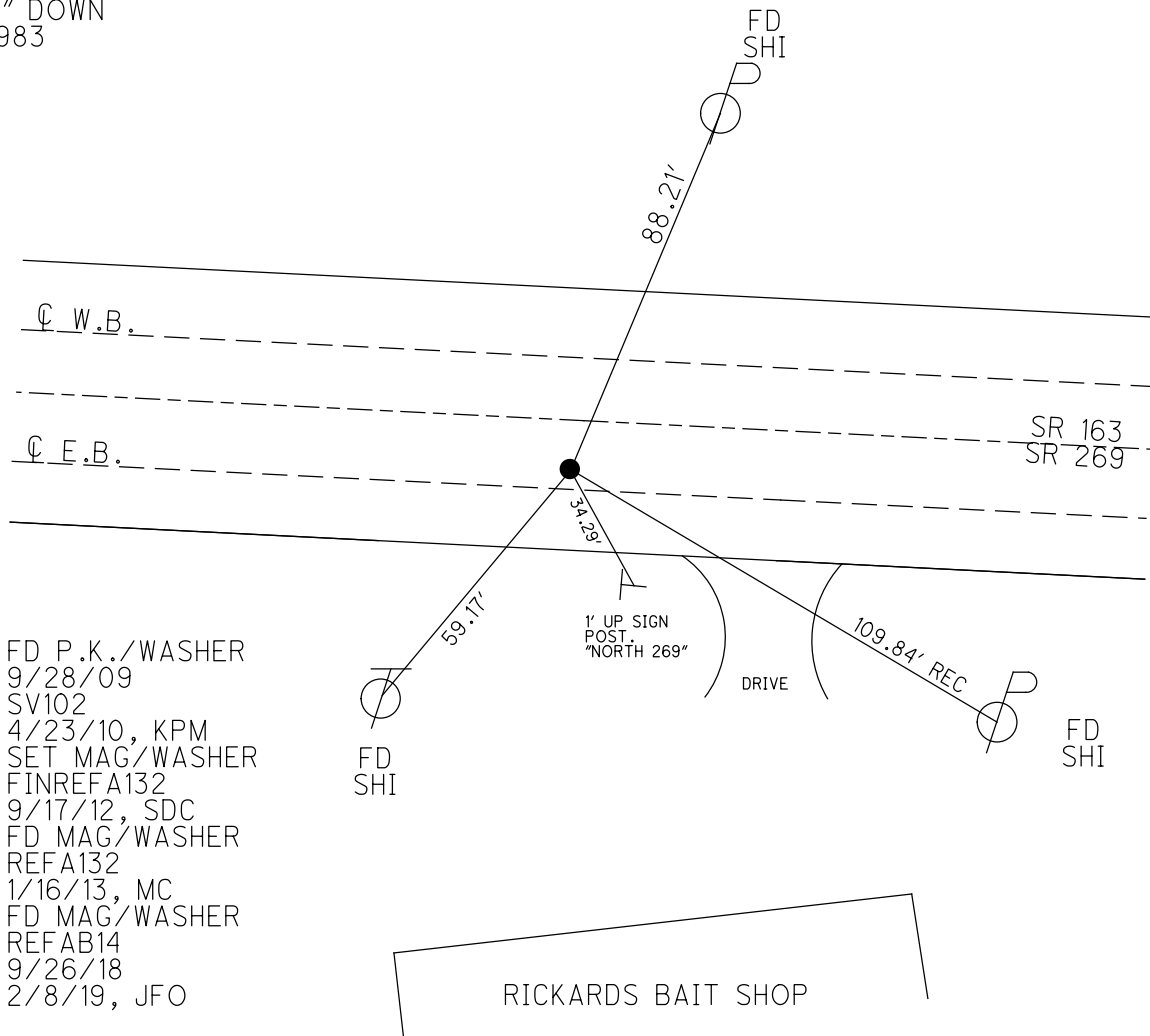 ″ DOWN
983
FD
SHI
88.21′
℄ W.B.
℄ E.B.
SR 163
SR 269
34.29′
59.17′
1′ UP SIGN
POST.
″NORTH 269″
109.84′ REC
DRIVE
FD
SHI
FD
SHI
FD P.K./WASHER
9/28/09
SV102
4/23/10, KPM
SET MAG/WASHER
FINREFA132
9/17/12, SDC
FD MAG/WASHER
REFA132
1/16/13, MC
FD MAG/WASHER
REFAB14
9/26/18
2/8/19, JFO
RICKARDS BAIT SHOP